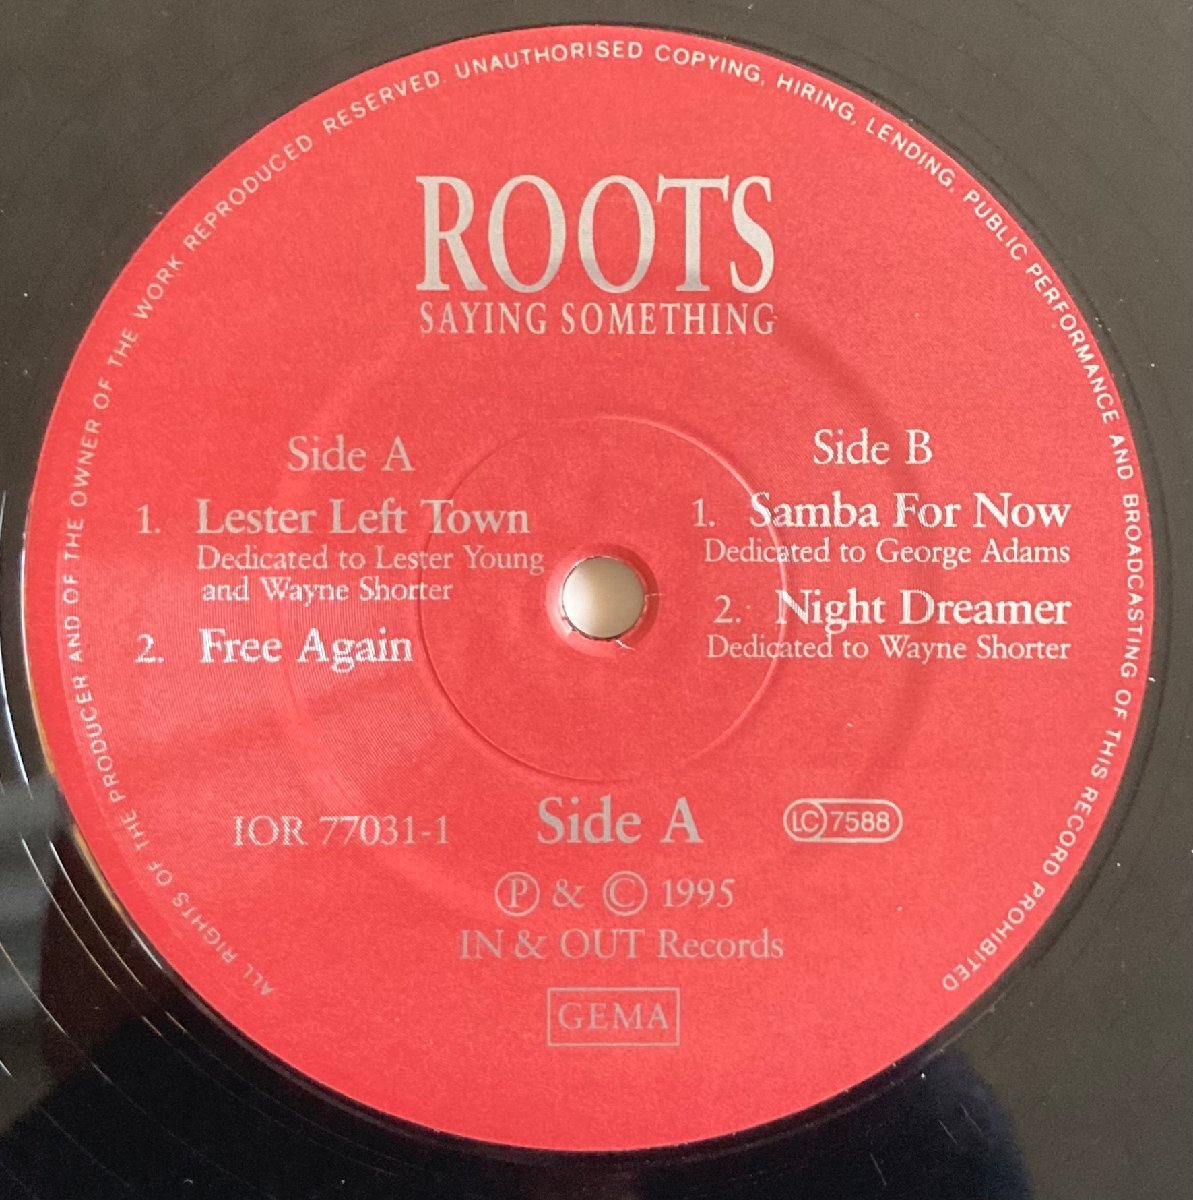 ALL RIGHTS OF THE PRODUCER AND OF THE OWNER OF THE WORK REPRODUCED RESERVED. UNAUTHORISED COPYING, HIRING, LENDING, PUBLIC PERFORMANCE AND BROADCASTING OF THIS RECORD PROHIBITED
ROOTS
SAYING SOMETHING
Side A
1. Lester Left Town
Dedicated to Lester Young
and Wayne Shorter
2. Free Again
Side B
1. Samba For Now
Dedicated to George Adams
2. Night Dreamer
Dedicated to Wayne Shorter
IOR 77031-1
Side A
LC 7588
℗ & © 1995
IN & OUT Records
GEMA